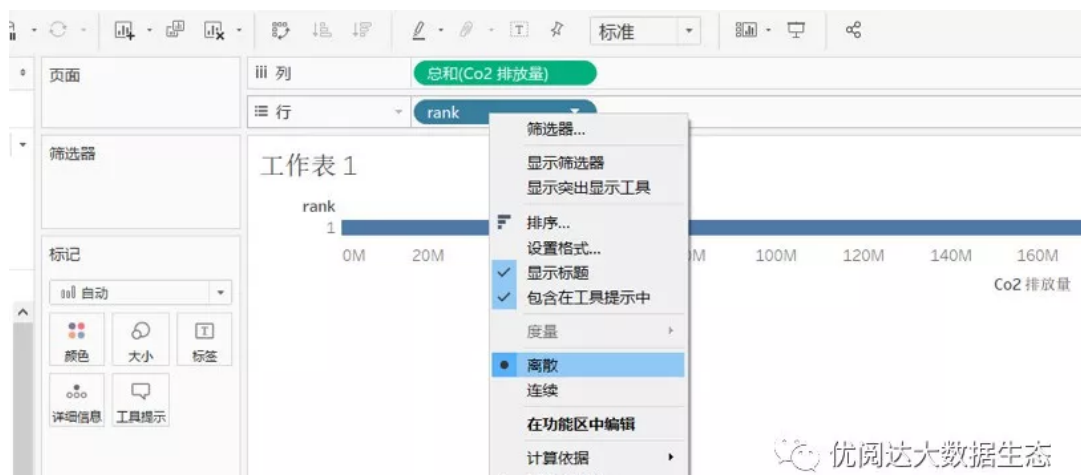 标准
页面
列
总和(Co2 排放量)
行
rank
筛选器
标记
自动
颜色
大小
标签
详细信息
工具提示
工作表 1
rank
1
0M 20M
M 100M 120M 140M 160M
Co2 排放量
筛选器...
显示筛选器
显示突出显示工具
排序...
设置格式...
显示标题
包含在工具提示中
度量
离散
连续
在功能区中编辑
计算依据
优阅达大数据生态